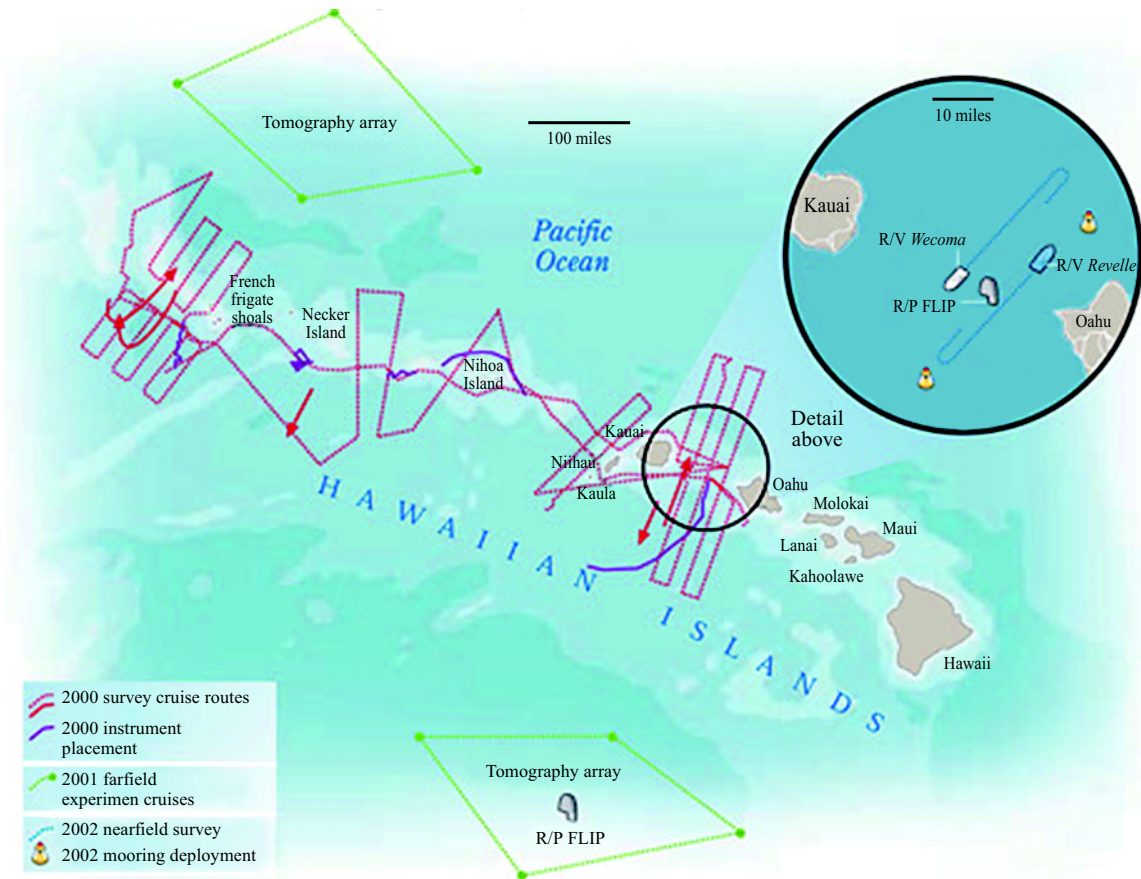 Tomography array
100 miles
10 miles
Kauai
R/V Wecoma
R/V Revelle
R/P FLIP
Oahu
Pacific
Ocean
French
frigate
shoals
Necker
Island
Nihoa
Island
Detail
above
Kauai
Niihau
Kaula
Oahu
Molokai
Maui
Lanai
Kahoolawe
Hawaii
HAWAIIAN ISLANDS
2000 survey cruise routes
2000 instrument
placement
2001 farfield
experimen cruises
2002 nearfield survey
2002 mooring deployment
Tomography array
R/P FLIP